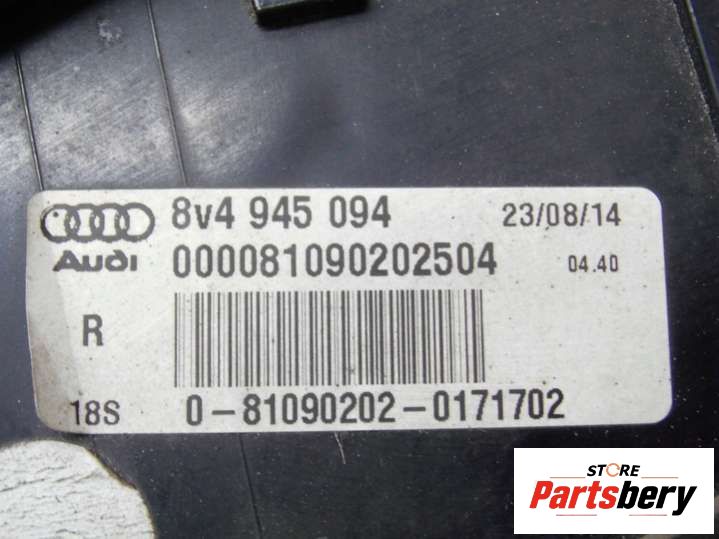 8v4 945 094 23/08/14
Audi 000081090202504 04.40
R
18S 0-81090202-0171702
STORE
Partsbery